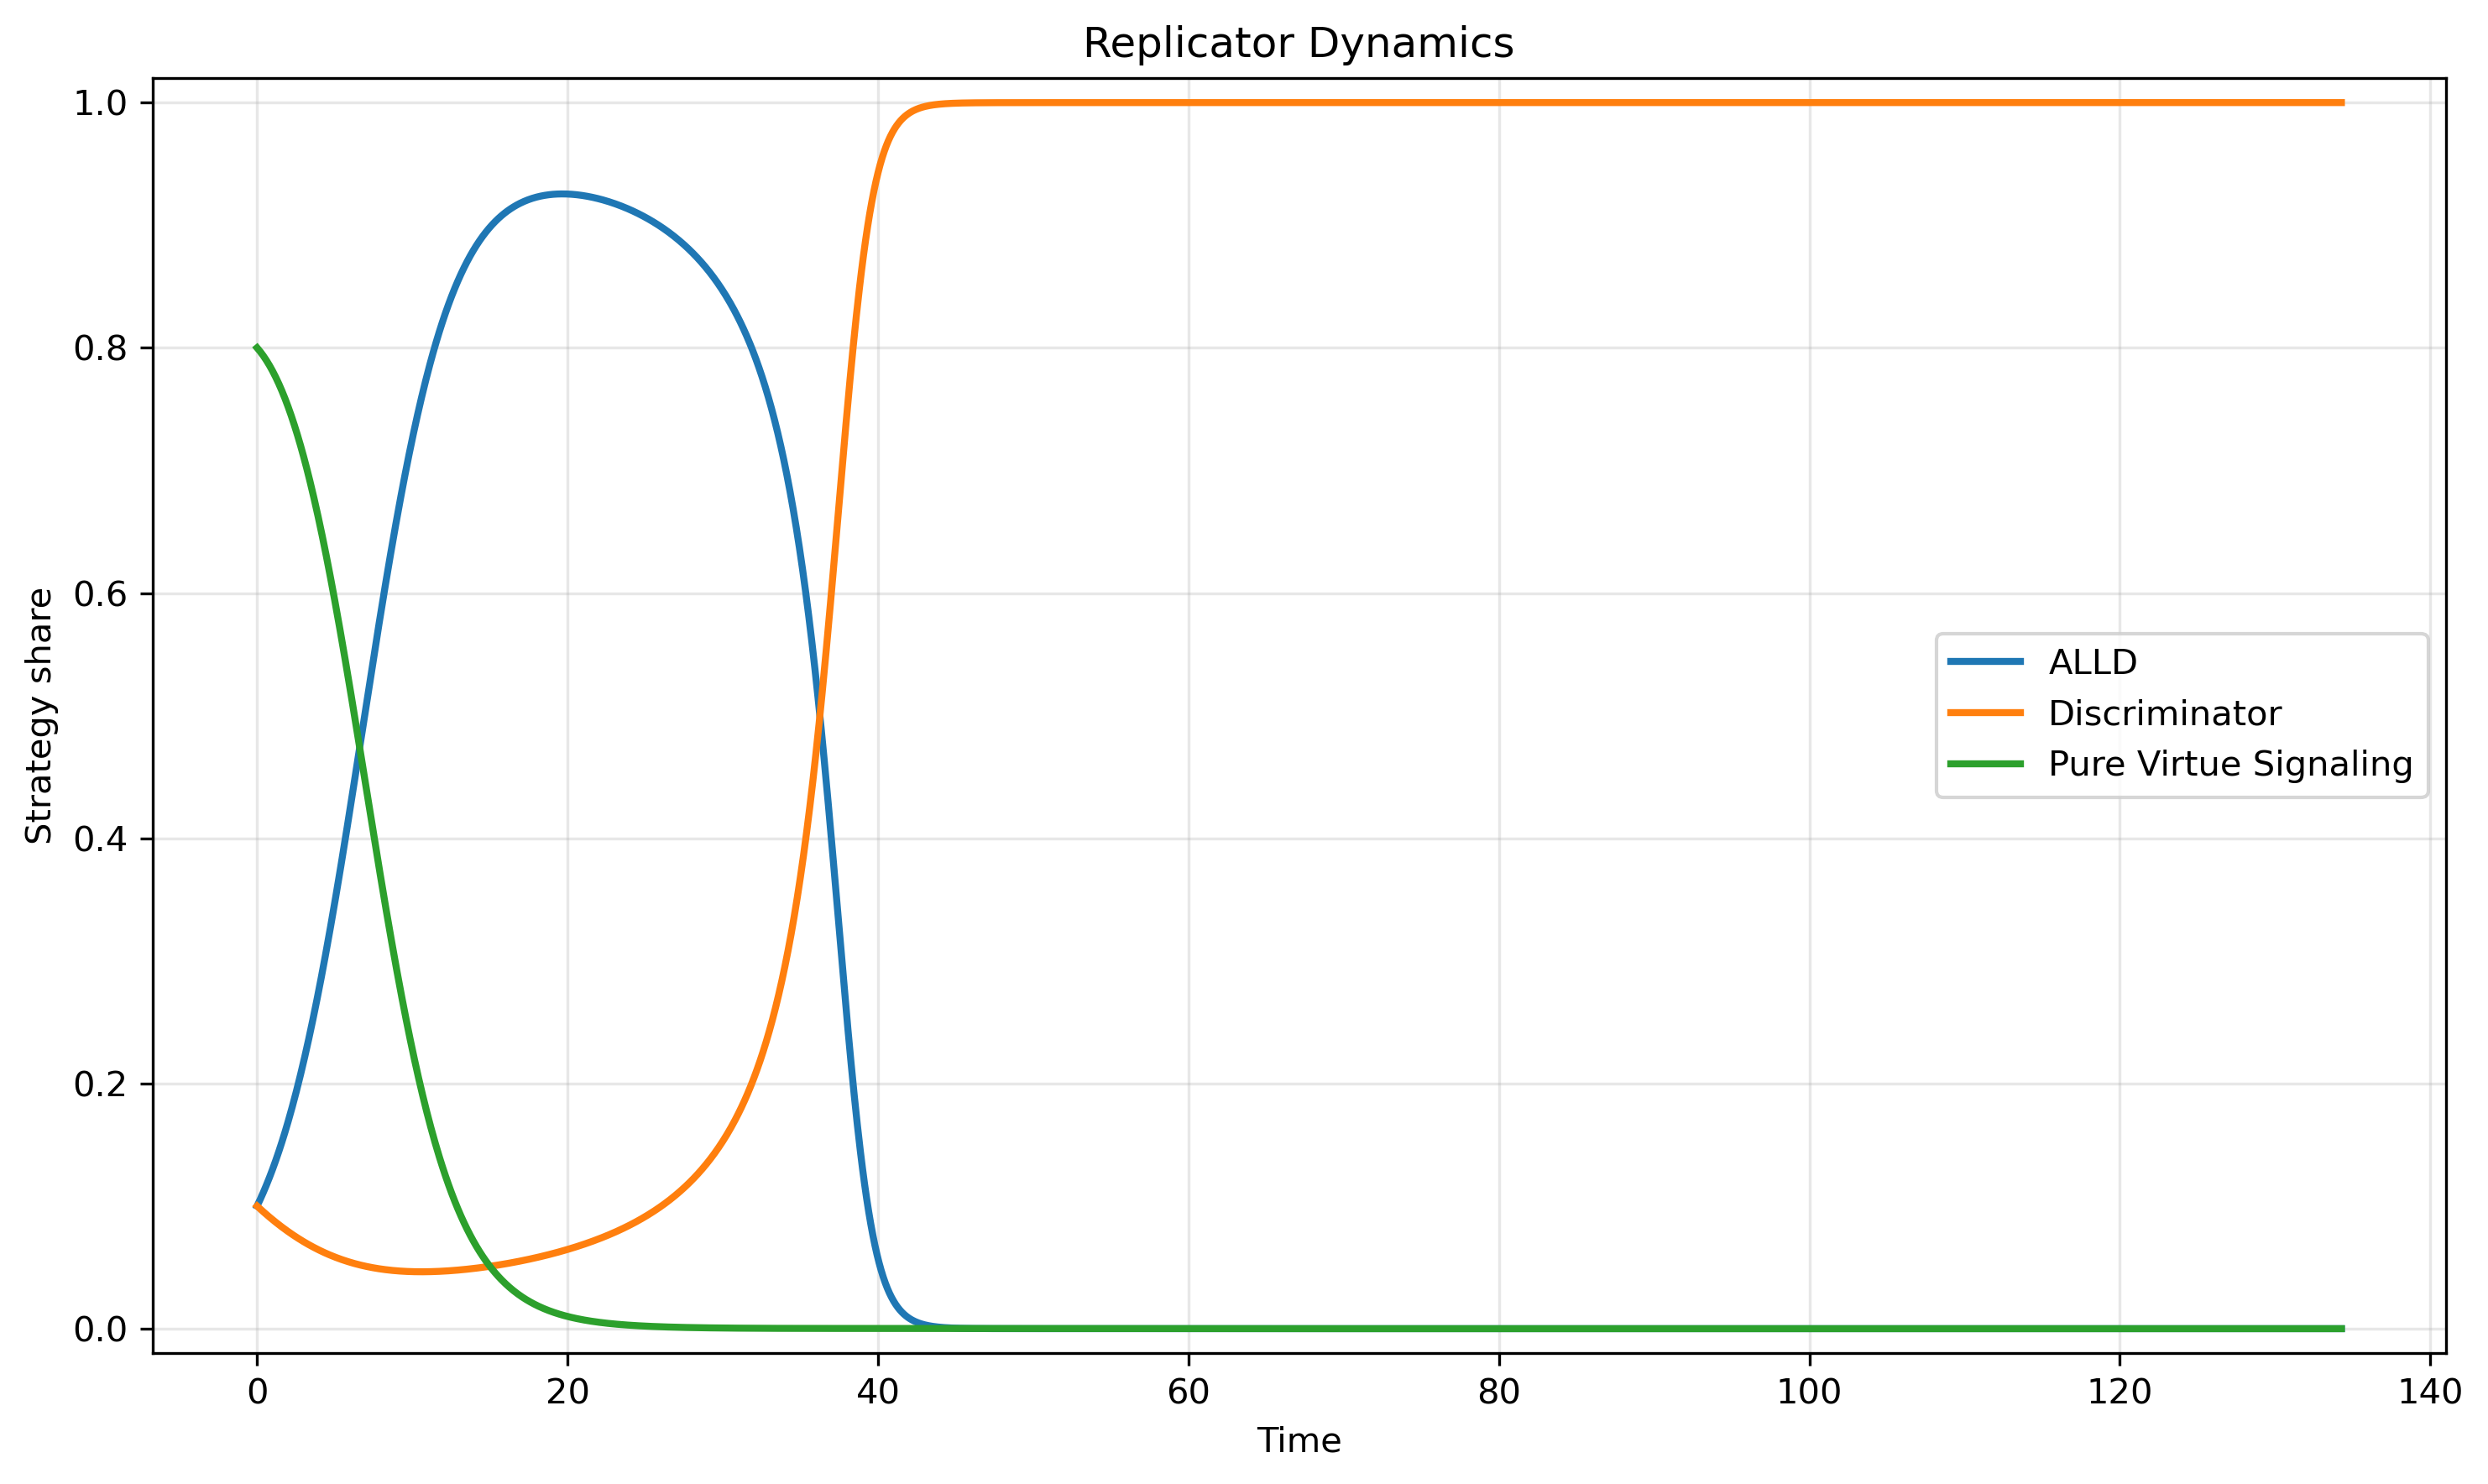 Replicator Dynamics
Strategy share
1.0
0.8
0.6
0.4
0.2
0.0
ALLD
Discriminator
Pure Virtue Signaling
0 20 40 60 80 100 120 140
Time